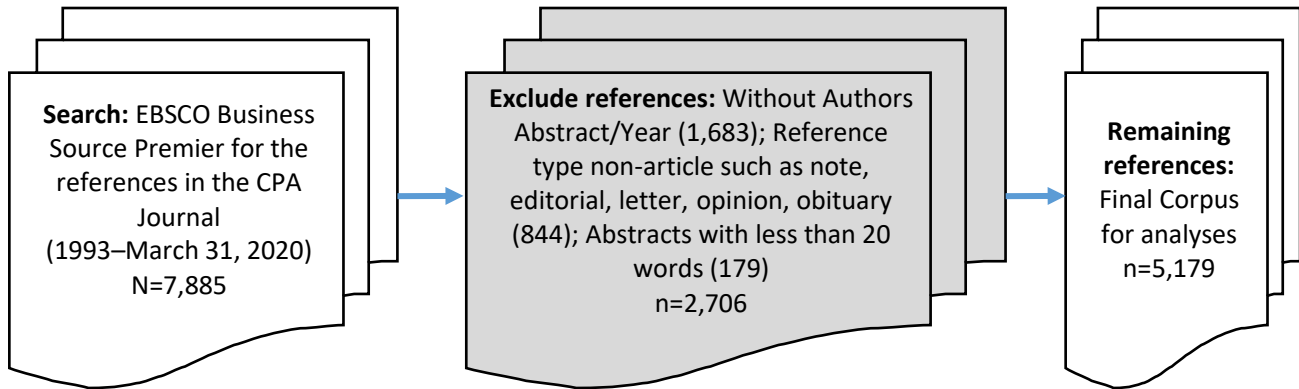 Search: EBSCO Business
Source Premier for the
references in the CPA
Journal
(1993–March 31, 2020)
N=7,885
Exclude references: Without Authors
Abstract/Year (1,683); Reference
type non-article such as note,
editorial, letter, opinion, obituary
(844); Abstracts with less than 20
words (179)
n=2,706
Remaining
references:
Final Corpus
for analyses
n=5,179